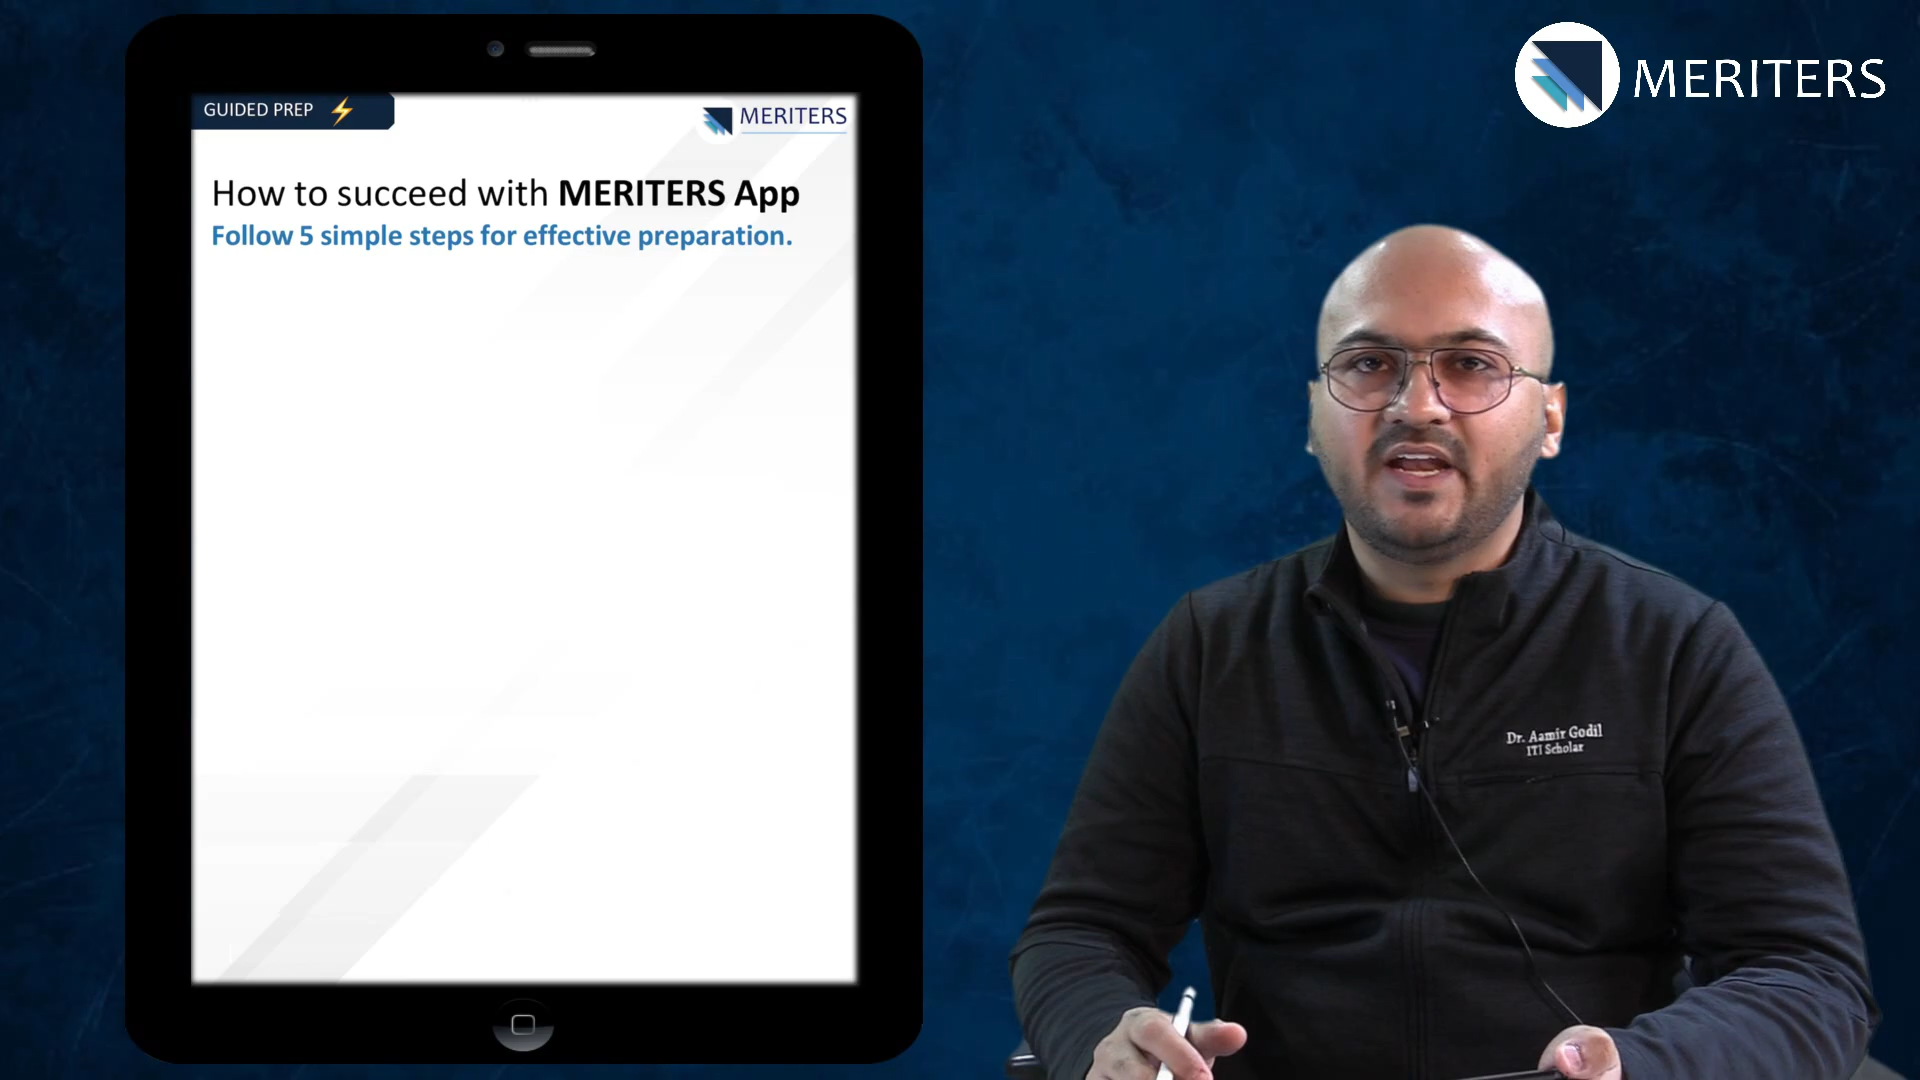 GUIDED PREP
MERITERS
How to succeed with MERITERS App
Follow 5 simple steps for effective preparation.
MERITERS
Dr. Aamir Godil
ITI Scholar